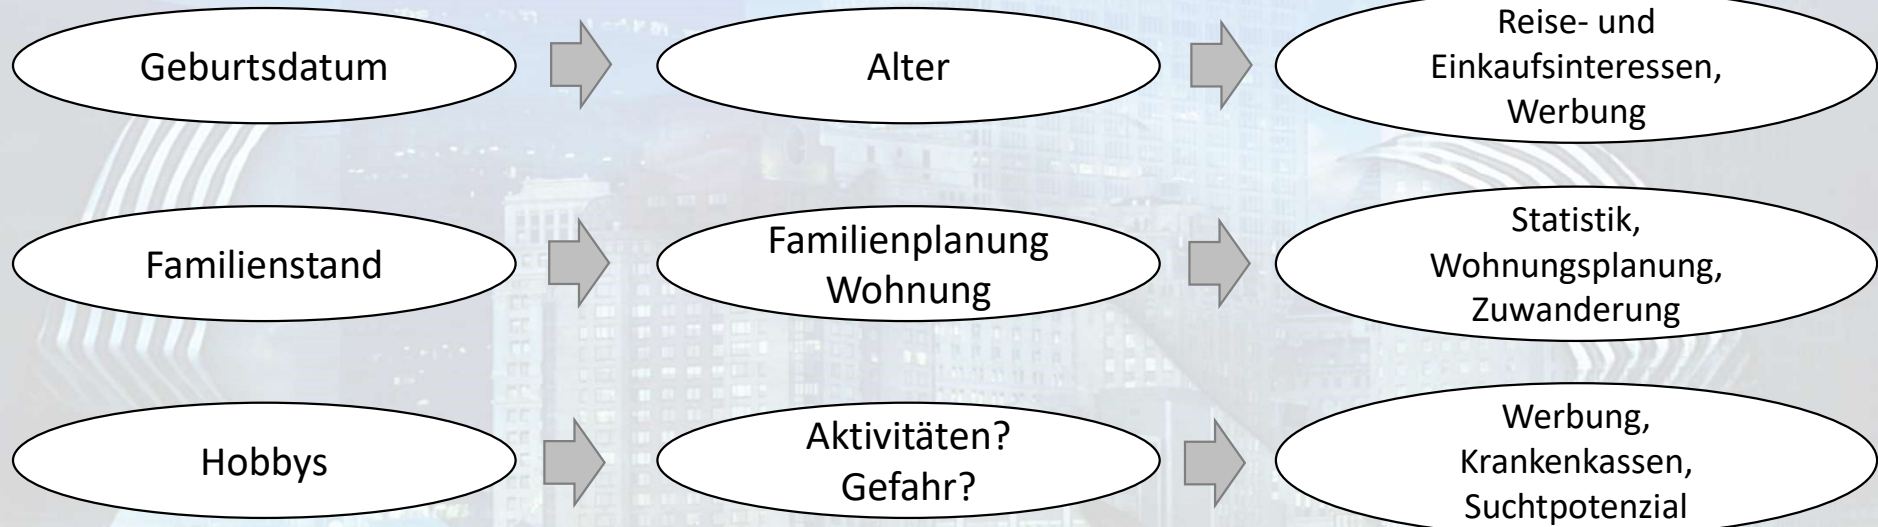 Geburtsdatum
Alter
Reise- und
Einkaufsinteressen,
Werbung
Familienstand
Familienplanung
Wohnung
Statistik,
Wohnungsplanung,
Zuwanderung
Hobbys
Aktivitäten?
Gefahr?
Werbung,
Krankenkassen,
Suchtpotenzial